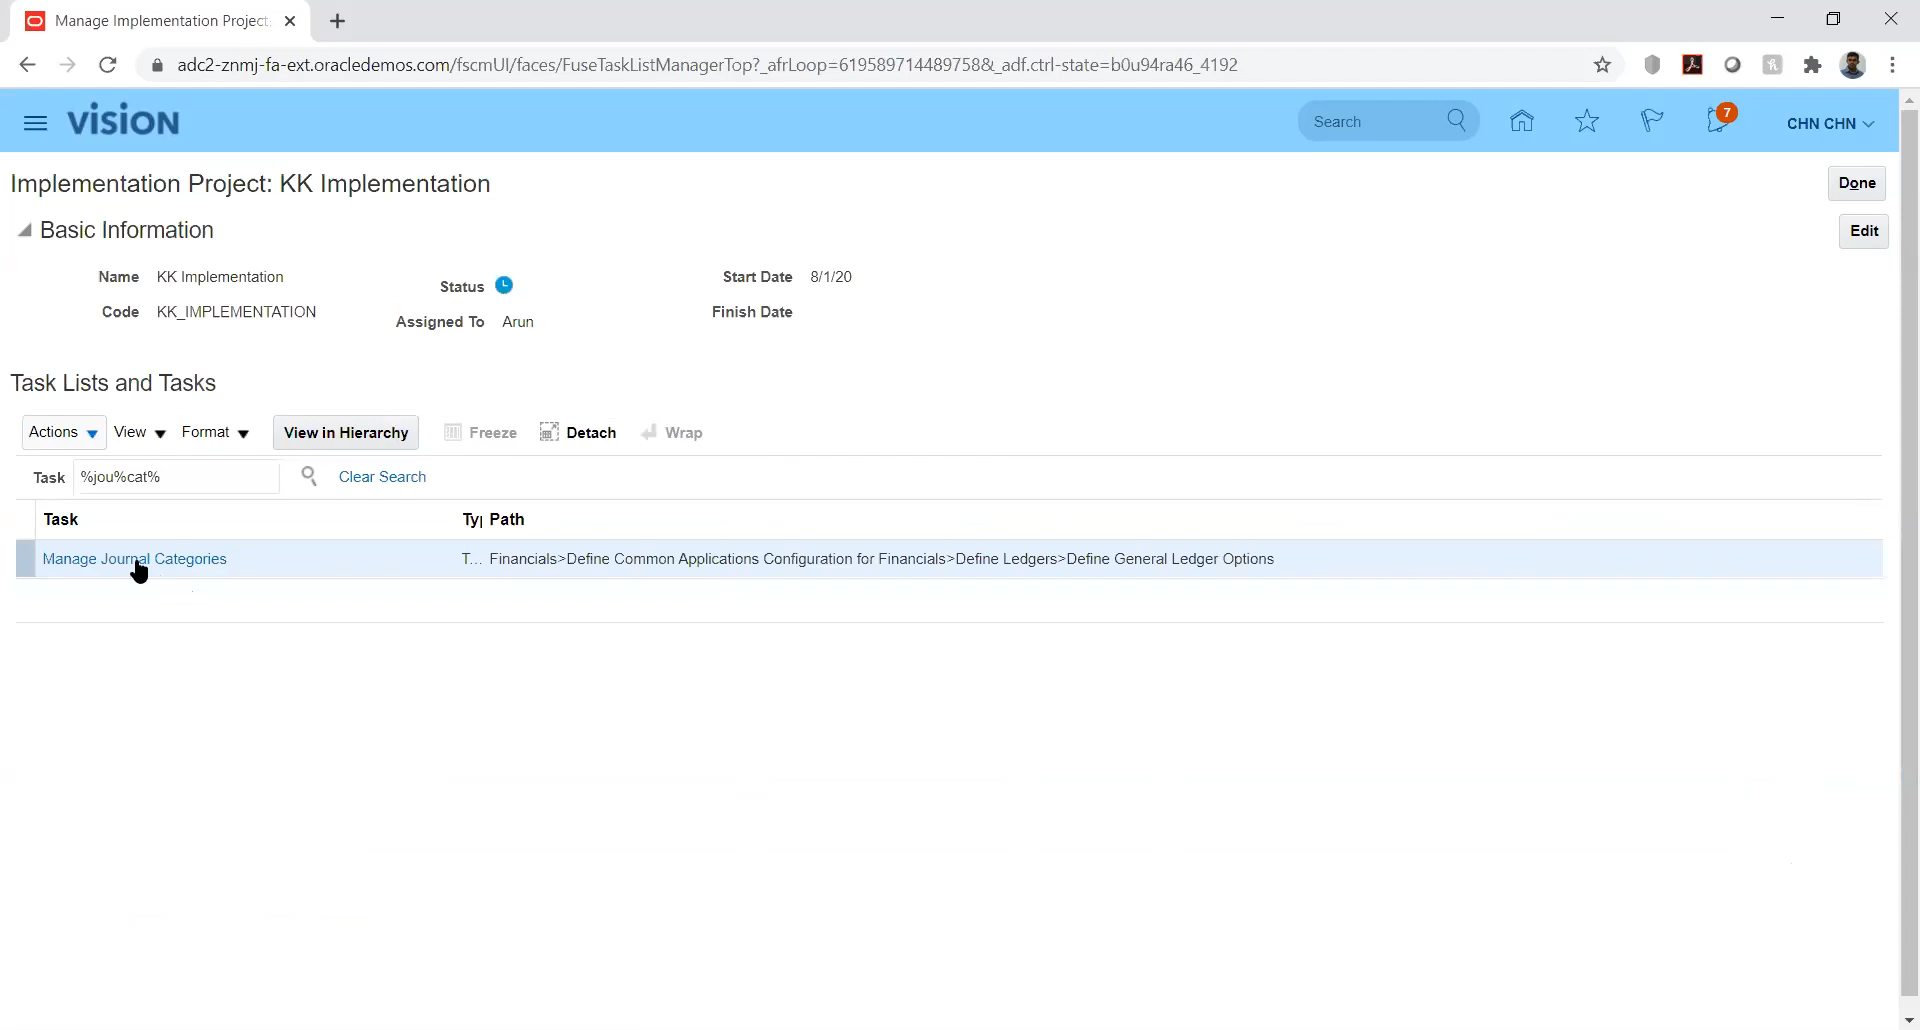 Manage Implementation Project
adc2-znmj-fa-ext.oracledemos.com/fscmUI/faces/FuseTaskListManagerTop?_afrLoop=61958971448975​8&_adf.ctrl-state=b0u94ra46_4192
VISION
Search
7
CHN CHN
Implementation Project: KK Implementation
Done
Basic Information
Edit
Name KK Implementation
Status
Start Date 8/1/20
Code KK_IMPLEMENTATION
Assigned To Arun
Finish Date
Task Lists and Tasks
Actions View Format View in Hierarchy Freeze Detach Wrap
Task %jou%cat% Clear Search
Task Ty Path
Manage Journal Categories T... Financials>Define Common Applications Configuration for Financials>Define Ledgers>Define General Ledger Options